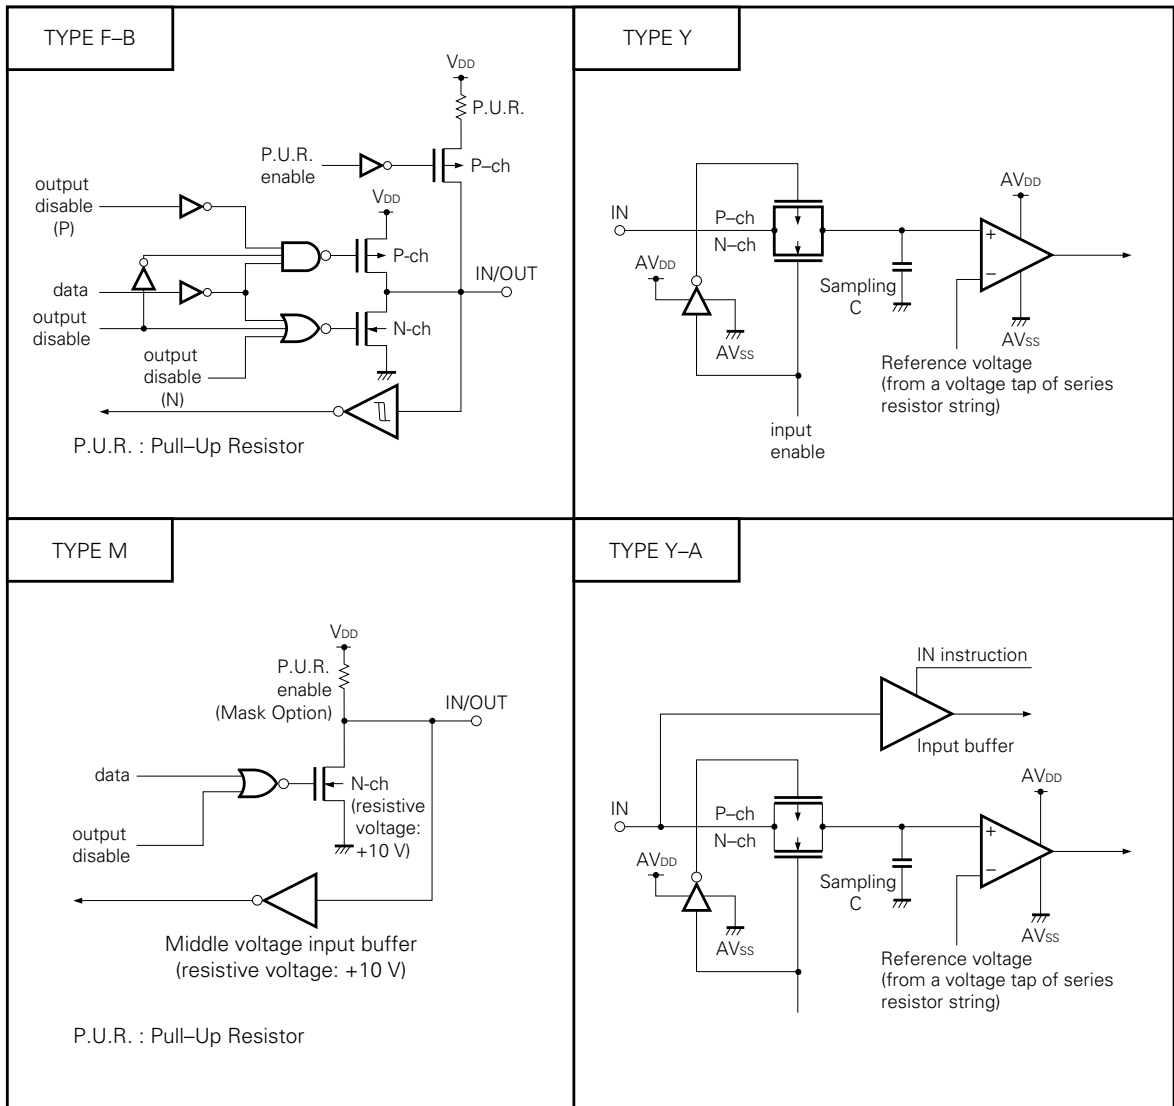 TYPE F–B
VDD
P.U.R.
P.U.R.
enable
P–ch
output
disable
(P)
VDD
P-ch
IN/OUT
data
output
disable
N-ch
output
disable
(N)
P.U.R. : Pull–Up Resistor
TYPE Y
IN
P–ch
N–ch
AVDD
AVDD
+
–
Sampling
C
AVSS
AVSS
Reference voltage
(from a voltage tap of series
resistor string)
input
enable
TYPE M
VDD
P.U.R.
enable
(Mask Option)
IN/OUT
data
N-ch
(resistive
voltage:
+10 V)
output
disable
Middle voltage input buffer
(resistive voltage: +10 V)
P.U.R. : Pull–Up Resistor
TYPE Y–A
IN instruction
Input buffer
IN
P–ch
N–ch
AVDD
AVDD
+
–
Sampling
C
AVSS
AVSS
Reference voltage
(from a voltage tap of series
resistor string)